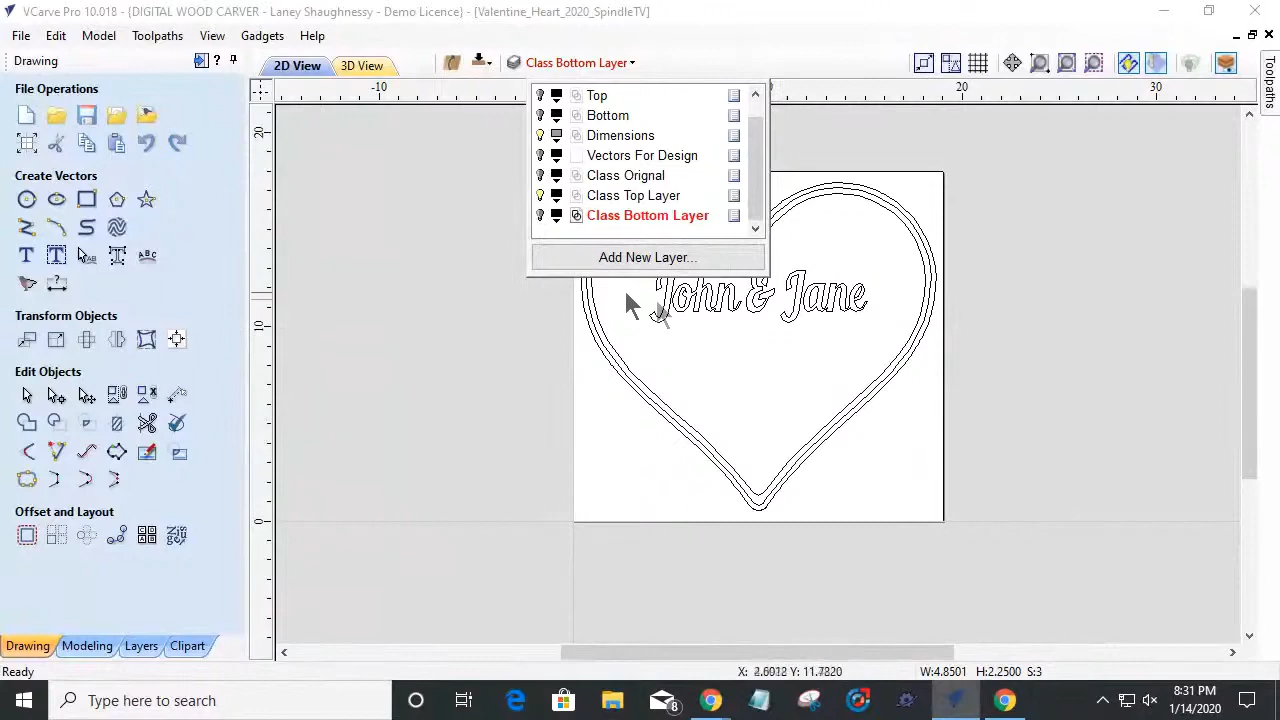 VCarve Pro 10.018 - {DIGITAL WOOD CARVER - Laney Shaughnessy - Demo Licence} - [Valentine_Heart_2020_SpindleTV]
File Edit Model Toolpaths View Gadgets Help
Drawing
2D View 3D View
Class Bottom Layer
File Operations
Create Vectors
Transform Objects
Edit Objects
Offset and Layout
Drawing Modeling Layers Clipart
-10 20 30
20
10
0
Top
Bottom
Dimensions
Vectors For Design
Class Orignal
Class Top Layer
Class Bottom Layer
Add New Layer...
John & Jane
Toolpaths
Ready
W:4.8501 H:2.2500 S:3
Type here to search
8
8:31 PM
1/14/2020